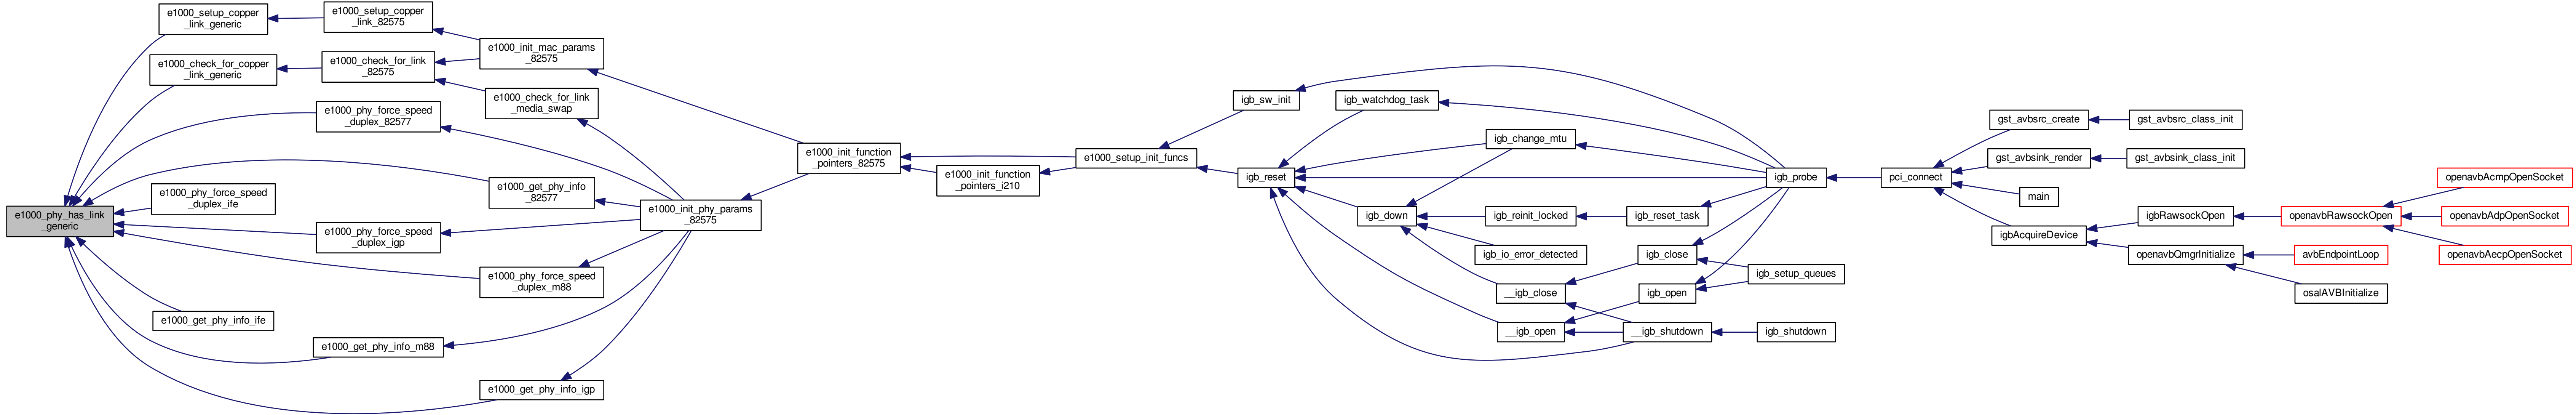 e1000_phy_has_link
_generic
e1000_setup_copper
_link_generic
e1000_check_for_copper
_link_generic
e1000_phy_force_speed
_duplex_ife
e1000_get_phy_info_ife
e1000_setup_copper
_link_82575
e1000_check_for_link
_82575
e1000_phy_force_speed
_duplex_82577
e1000_phy_force_speed
_duplex_igp
e1000_get_phy_info_m88
e1000_init_mac_params
_82575
e1000_check_for_link
_media_swap
e1000_get_phy_info
_82577
e1000_phy_force_speed
_duplex_m88
e1000_get_phy_info_igp
e1000_init_phy_params
_82575
e1000_init_function
_pointers_82575
e1000_init_function
_pointers_i210
e1000_setup_init_funcs
igb_sw_init
igb_reset
igb_watchdog_task
igb_down
igb_change_mtu
igb_reinit_locked
igb_io_error_detected
__igb_close
__igb_open
igb_reset_task
igb_close
igb_open
__igb_shutdown
igb_probe
igb_setup_queues
igb_shutdown
pci_connect
gst_avbsrc_create
gst_avbsink_render
main
igbAcquireDevice
gst_avbsrc_class_init
gst_avbsink_class_init
igbRawsockOpen
openavbQmgrInitialize
openavbRawsockOpen
avbEndpointLoop
osalAVBInitialize
openavbAcmpOpenSocket
openavbAdpOpenSocket
openavbAecpOpenSocket